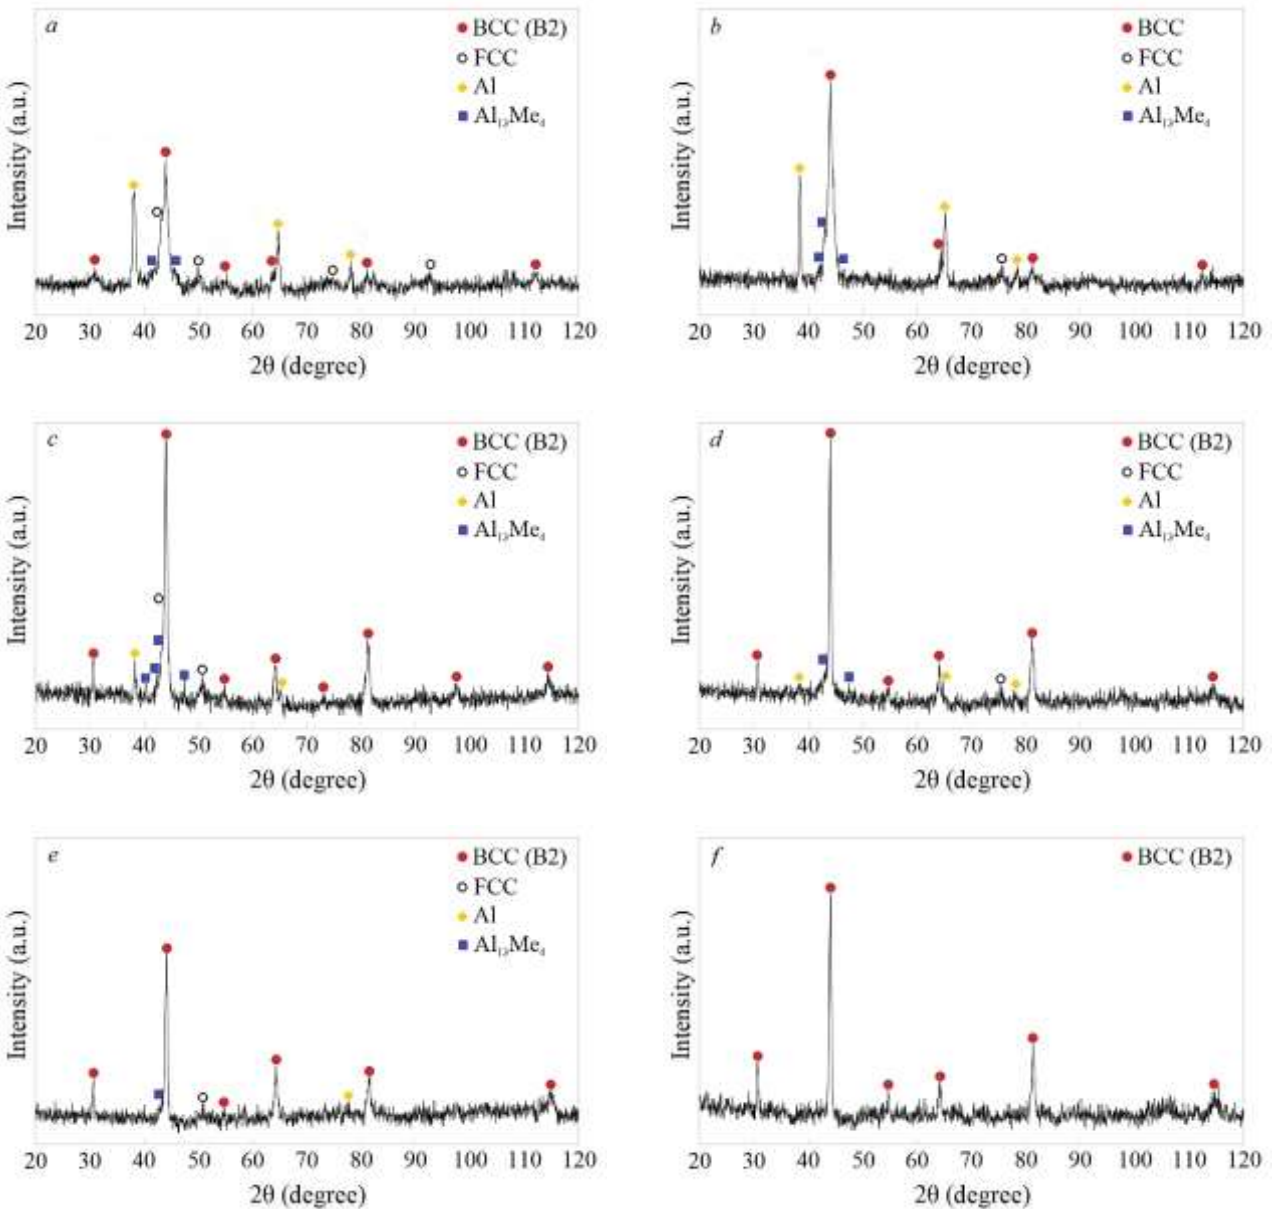 a
BCC (B2)
FCC
Al
Al₁₃Me₄
Intensity (a.u.)
20 30 40 50 60 70 80 90 100 110 120
2θ (degree)
b
BCC
FCC
Al
Al₁₃Me₄
Intensity (a.u.)
20 30 40 50 60 70 80 90 100 110 120
2θ (degree)
c
BCC (B2)
FCC
Al
Al₁₃Me₄
Intensity (a.u.)
20 30 40 50 60 70 80 90 100 110 120
2θ (degree)
d
BCC (B2)
FCC
Al
Al₁₃Me₄
Intensity (a.u.)
20 30 40 50 60 70 80 90 100 110 120
2θ (degree)
e
BCC (B2)
FCC
Al
Al₁₃Me₄
Intensity (a.u.)
20 30 40 50 60 70 80 90 100 110 120
2θ (degree)
f
BCC (B2)
Intensity (a.u.)
20 30 40 50 60 70 80 90 100 110 120
2θ (degree)